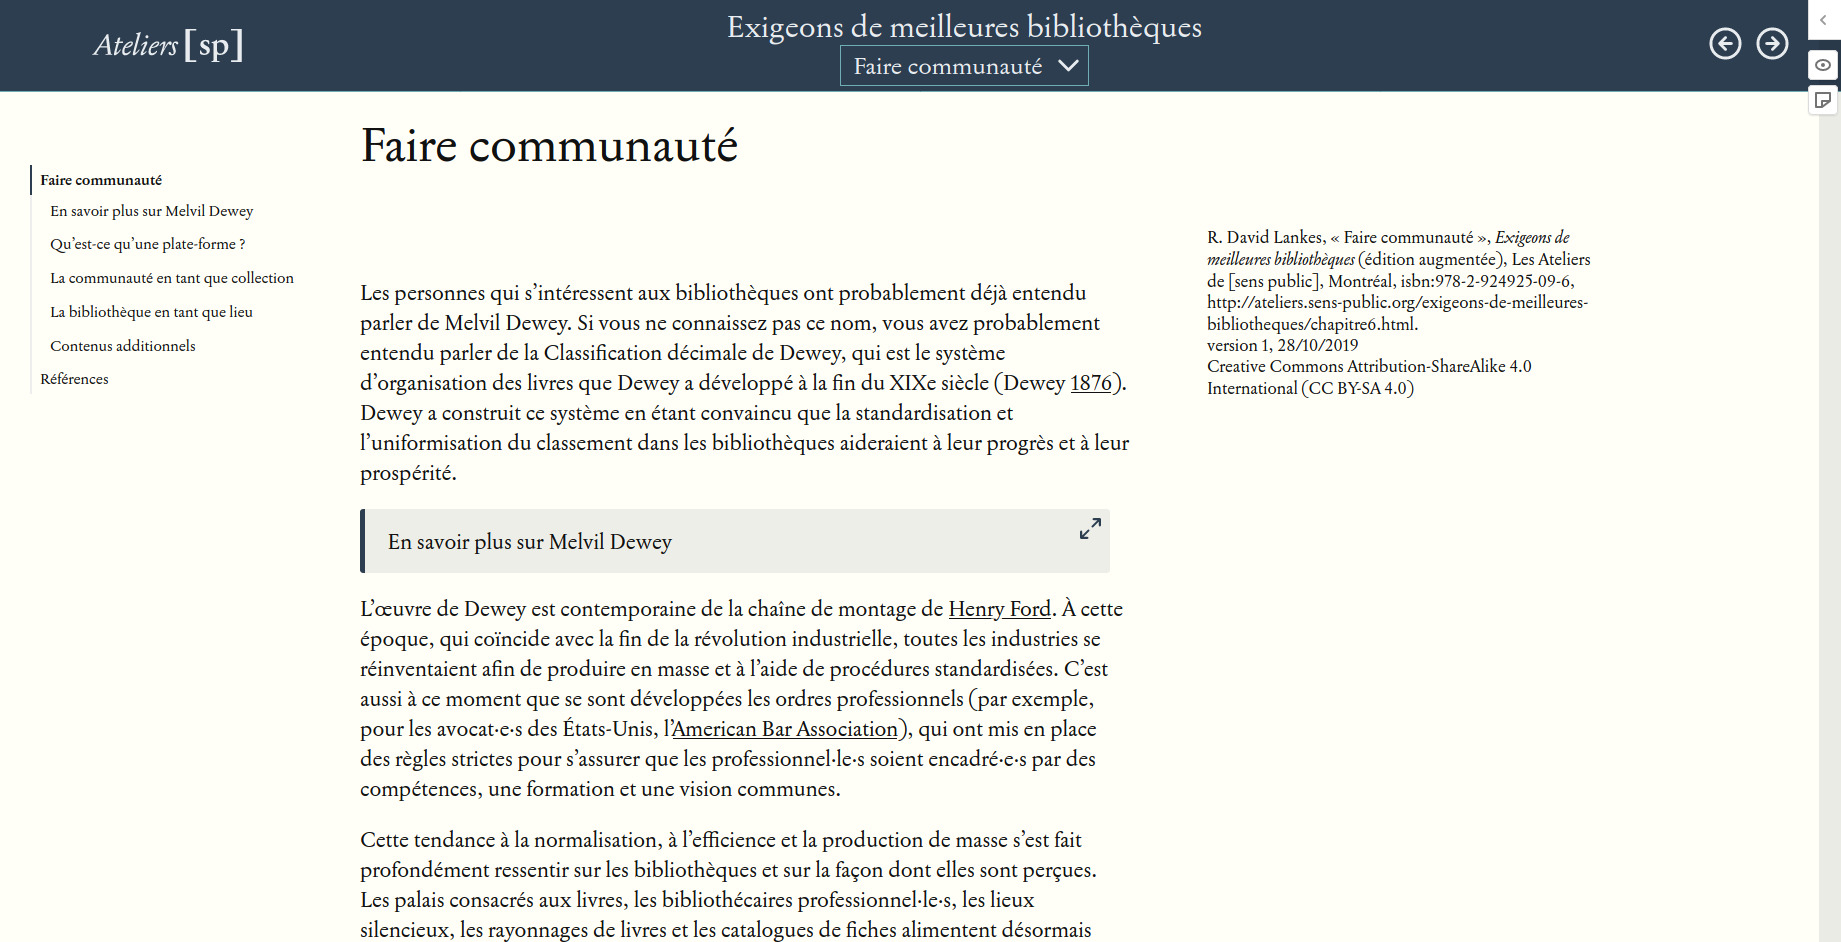 Ateliers [sp]
Exigeons de meilleures bibliothèques
Faire communauté
Faire communauté
En savoir plus sur Melvil Dewey
Qu’est-ce qu’une plate-forme ?
La communauté en tant que collection
La bibliothèque en tant que lieu
Contenus additionnels
Références
Faire communauté
Les personnes qui s’intéressent aux bibliothèques ont probablement déjà entendu
parler de Melvil Dewey. Si vous ne connaissez pas ce nom, vous avez probablement
entendu parler de la Classification décimale de Dewey, qui est le système
d’organisation des livres que Dewey a développé à la fin du XIXe siècle (Dewey 1876).
Dewey a construit ce système en étant convaincu que la standardisation et
l’uniformisation du classement dans les bibliothèques aideraient à leur progrès et à leur
prospérité.
En savoir plus sur Melvil Dewey
L’œuvre de Dewey est contemporaine de la chaîne de montage de Henry Ford. À cette
époque, qui coïncide avec la fin de la révolution industrielle, toutes les industries se
réinventaient afin de produire en masse et à l’aide de procédures standardisées. C’est
aussi à ce moment que se sont développées les ordres professionnels (par exemple,
pour les avocat·e·s des États-Unis, l’American Bar Association), qui ont mis en place
des règles strictes pour s’assurer que les professionnel·le·s soient encadré·e·s par des
compétences, une formation et une vision communes.
Cette tendance à la normalisation, à l’efficience et la production de masse s’est fait
profondément ressentir sur les bibliothèques et sur la façon dont elles sont perçues.
Les palais consacrés aux livres, les bibliothécaires professionnel·le·s, les lieux
silencieux, les rayonnages de livres et les catalogues de fiches alimentent désormais
R. David Lankes, « Faire communauté », Exigeons de
meilleures bibliothèques (édition augmentée), Les Ateliers
de [sens public], Montréal, isbn:978-2-924925-09-6,
http://ateliers.sens-public.org/exigeons-de-meilleures-
bibliotheques/chapitre6.html.
version 1, 28/10/2019
Creative Commons Attribution-ShareAlike 4.0
International (CC BY-SA 4.0)